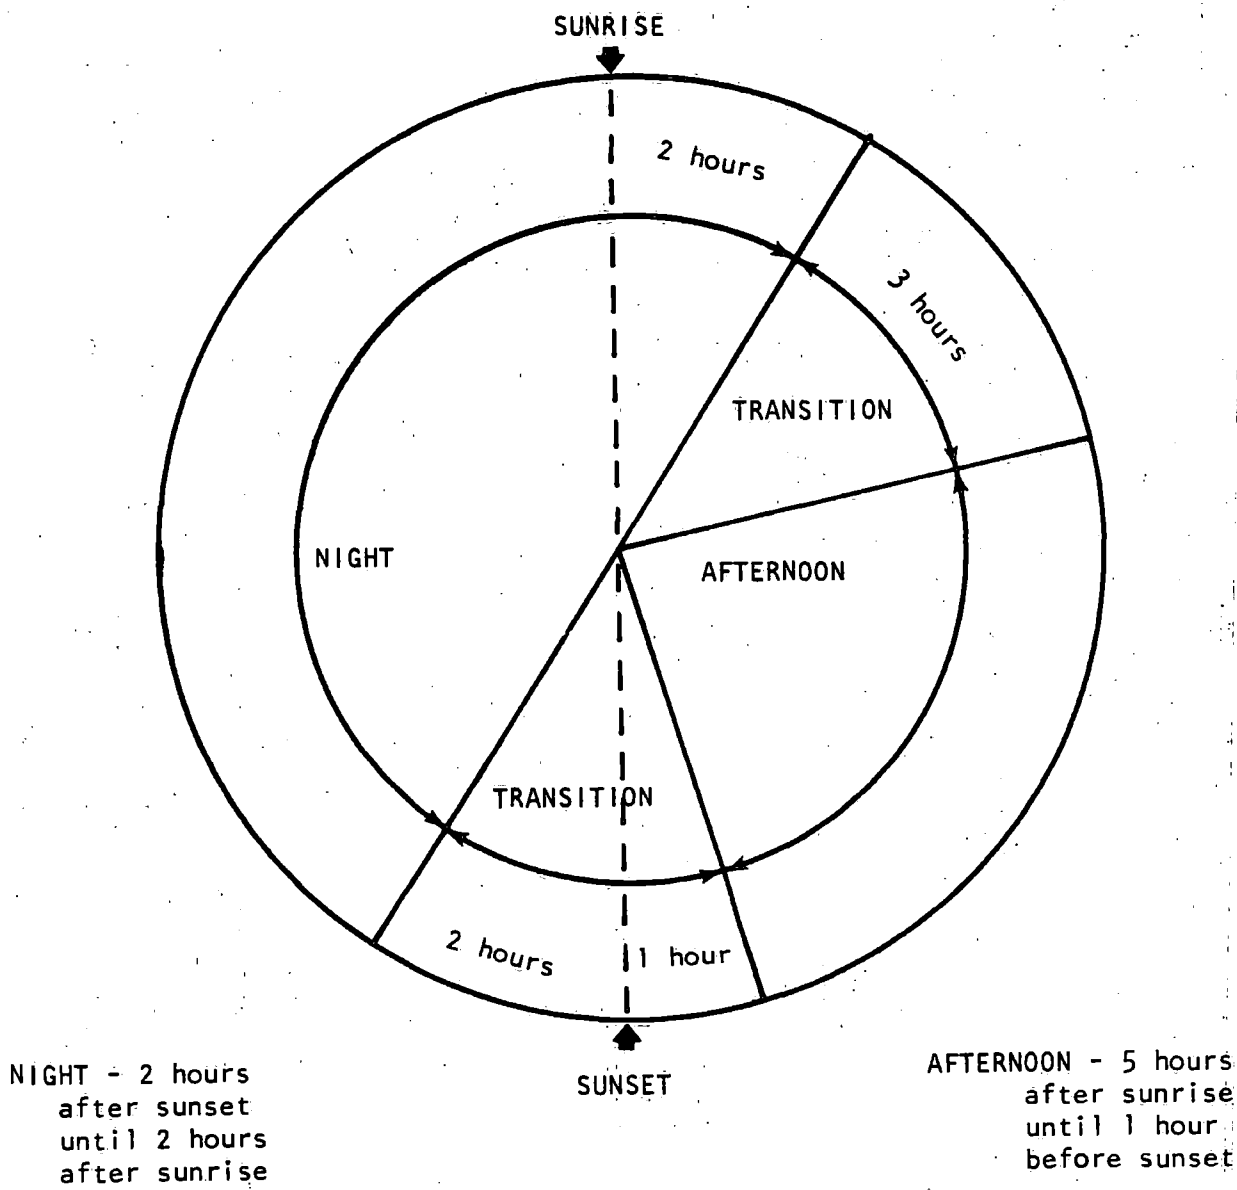 SUNRISE
2 hours
3 hours
TRANSITION
NIGHT
AFTERNOON
TRANSITION
2 hours
1 hour
SUNSET
NIGHT - 2 hours
after sunset
until 2 hours
after sunrise
AFTERNOON - 5 hours
after sunrise
until 1 hour
before sunset